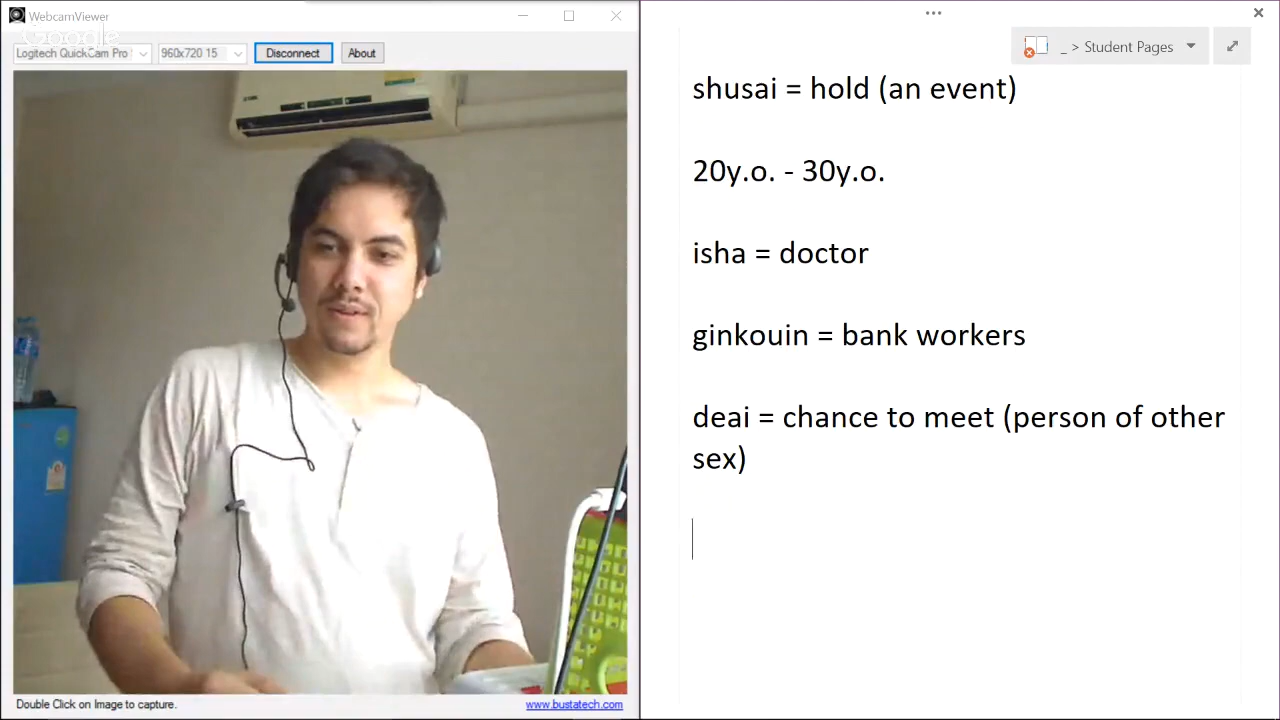 WebcamViewer
Google
Logitech QuickCam Pro
960x720 15
Disconnect
About
Double Click on Image to capture.
www.bustatech.com
_ > Student Pages
shusai = hold (an event)
20y.o. - 30y.o.
isha = doctor
ginkouin = bank workers
deai = chance to meet (person of other
sex)